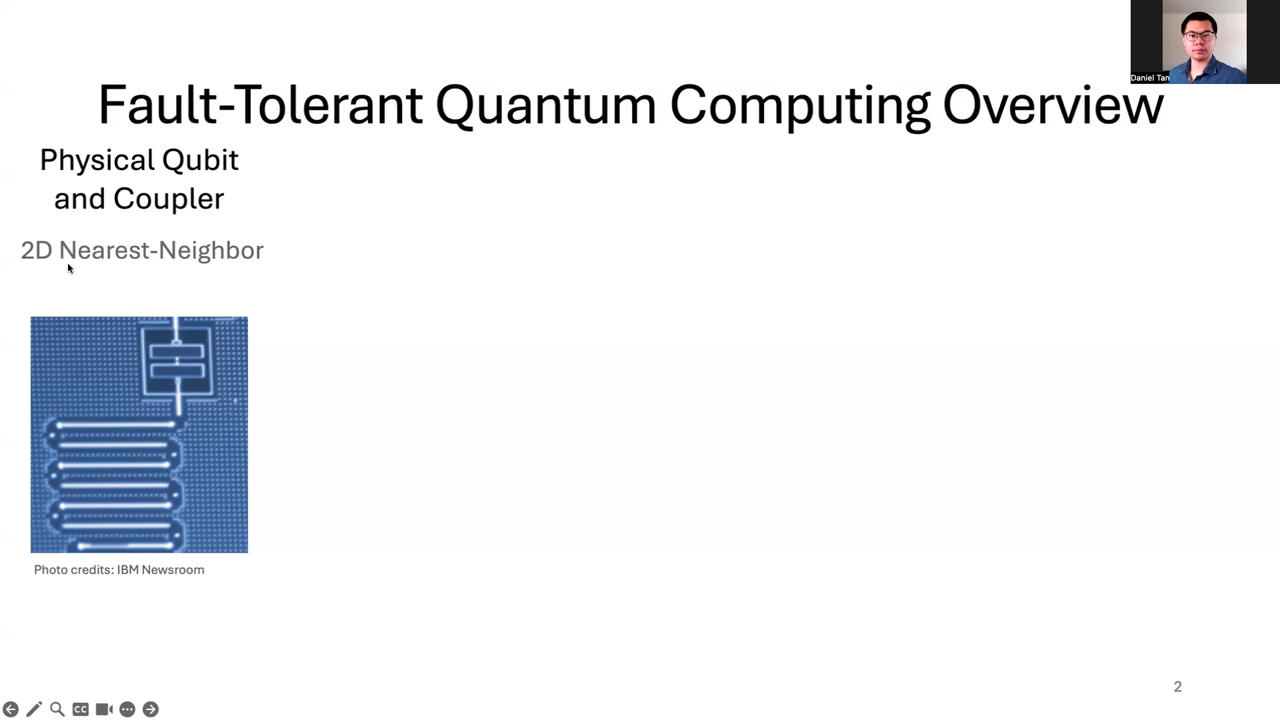 Daniel Tan
Fault-Tolerant Quantum Computing Overview
Physical Qubit
and Coupler
2D Nearest-Neighbor
Photo credits: IBM Newsroom
2
CC